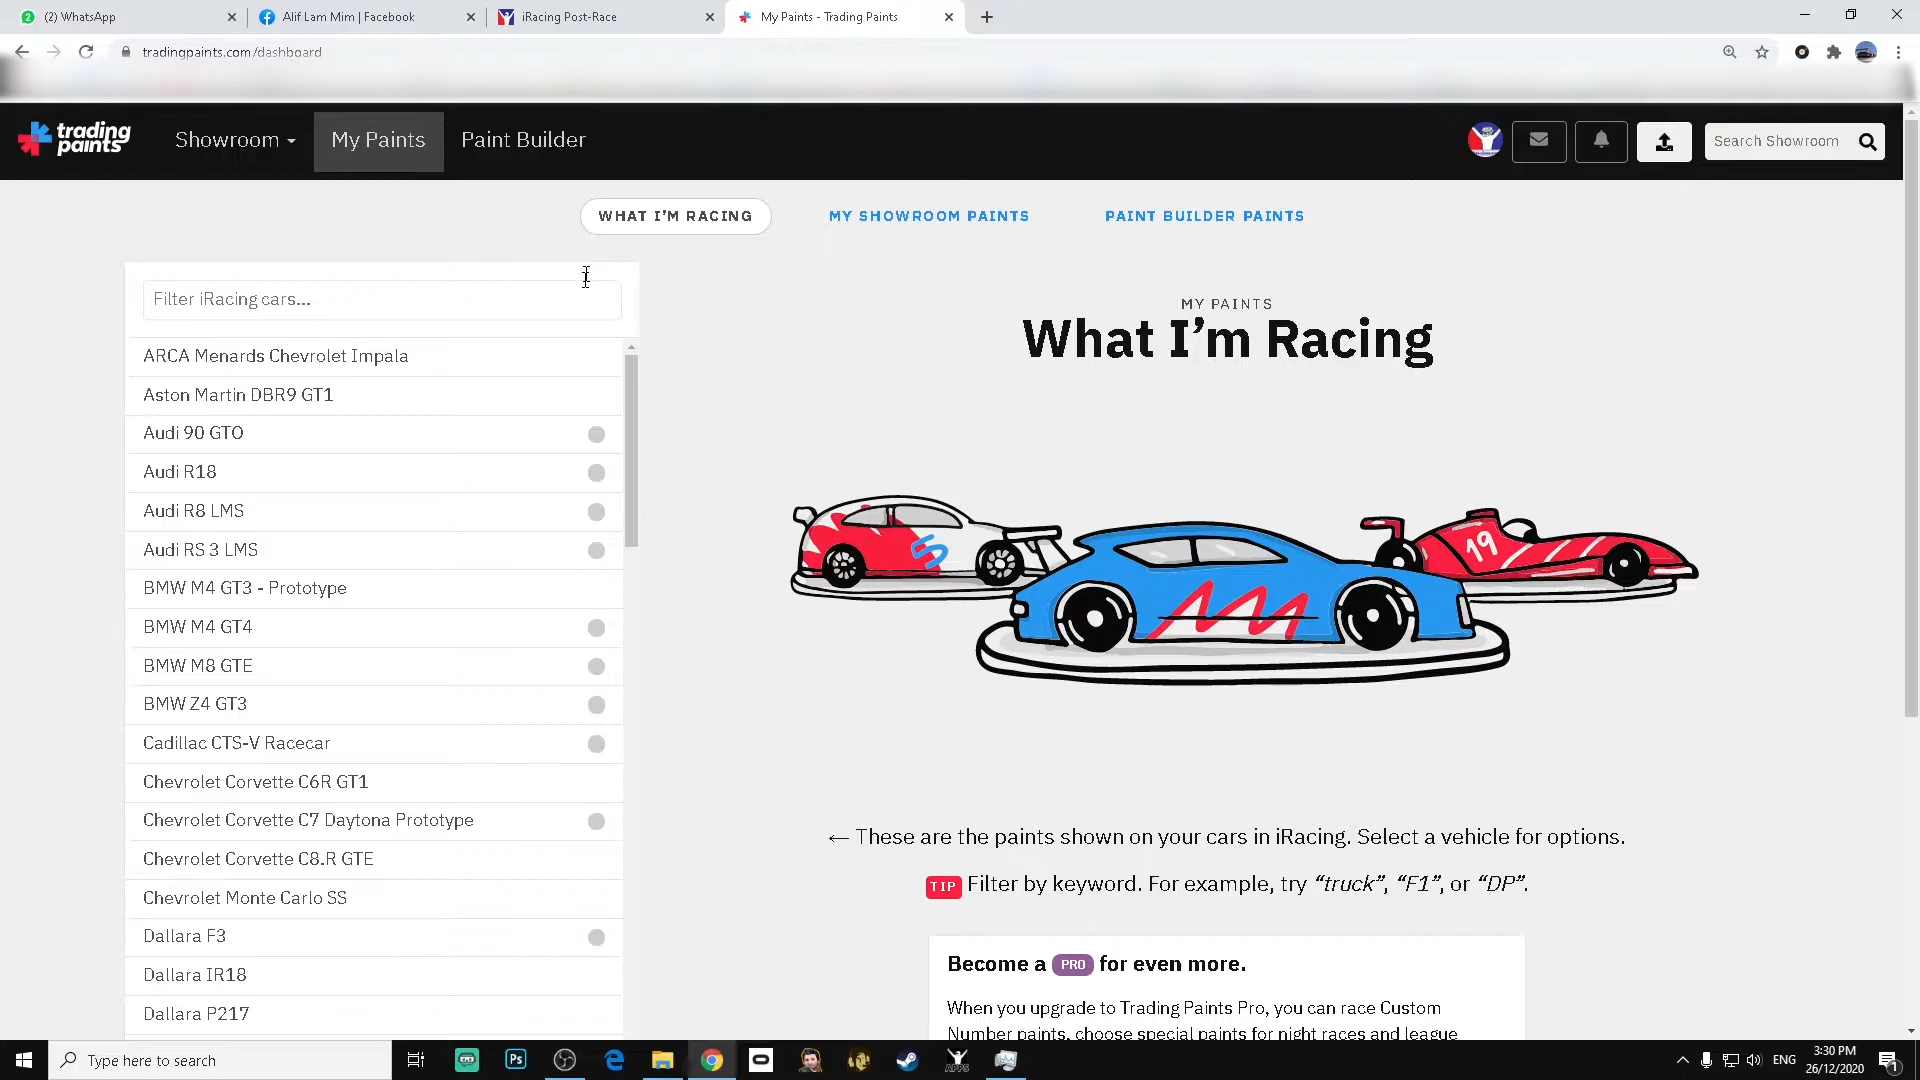 (2) WhatsApp
Alif Lam Mim | Facebook
iRacing Post-Race
My Paints - Trading Paints
tradingpaints.com/dashboard
trading paints
Showroom
My Paints
Paint Builder
Search Showroom
WHAT I'M RACING
MY SHOWROOM PAINTS
PAINT BUILDER PAINTS
Filter iRacing cars...
ARCA Menards Chevrolet Impala
Aston Martin DBR9 GT1
Audi 90 GTO
Audi R18
Audi R8 LMS
Audi RS 3 LMS
BMW M4 GT3 - Prototype
BMW M4 GT4
BMW M8 GTE
BMW Z4 GT3
Cadillac CTS-V Racecar
Chevrolet Corvette C6R GT1
Chevrolet Corvette C7 Daytona Prototype
Chevrolet Corvette C8.R GTE
Chevrolet Monte Carlo SS
Dallara F3
Dallara IR18
Dallara P217
MY PAINTS
What I'm Racing
5
19
← These are the paints shown on your cars in iRacing. Select a vehicle for options.
TIP Filter by keyword. For example, try "truck", "F1", or "DP".
Become a PRO for even more.
When you upgrade to Trading Paints Pro, you can race Custom
Number paints, choose special paints for night races and league
Type here to search
Ps
APPS
ENG
3:30 PM
26/12/2020
1